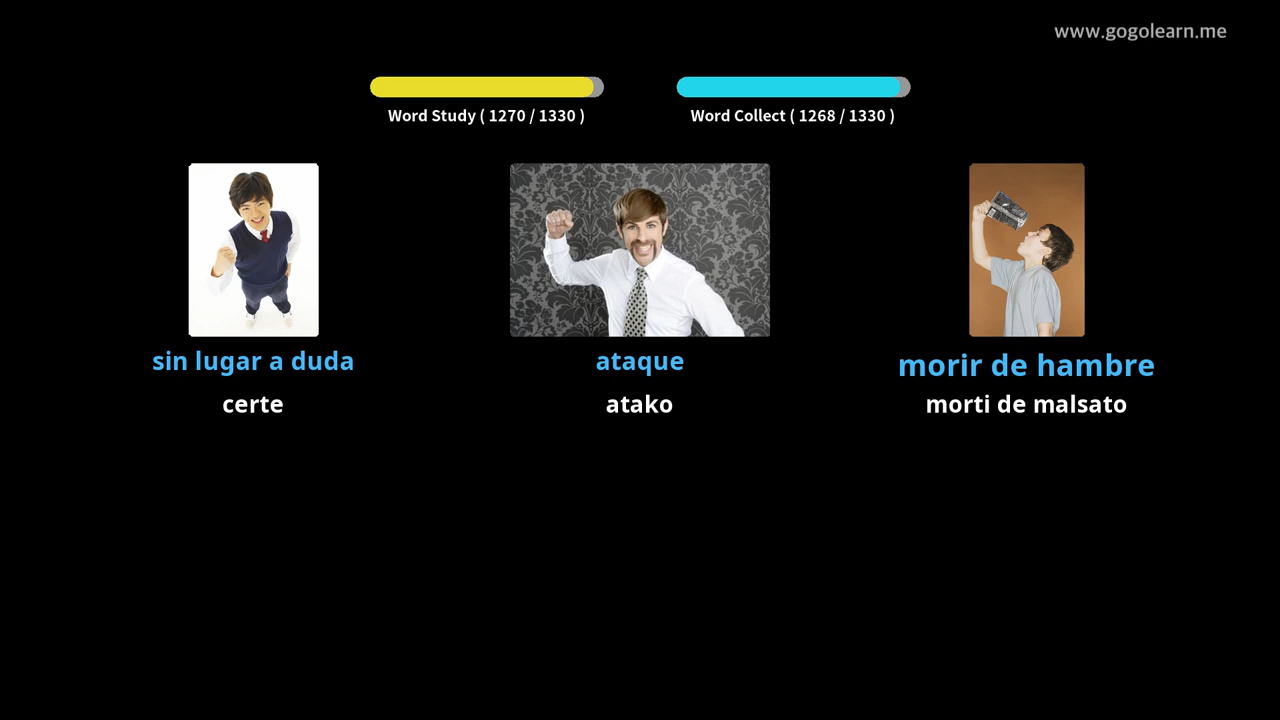 www.gogolearn.me
Word Study ( 1270 / 1330 )
Word Collect ( 1268 / 1330 )
sin lugar a duda
ataque
morir de hambre
certe
atako
morti de malsato